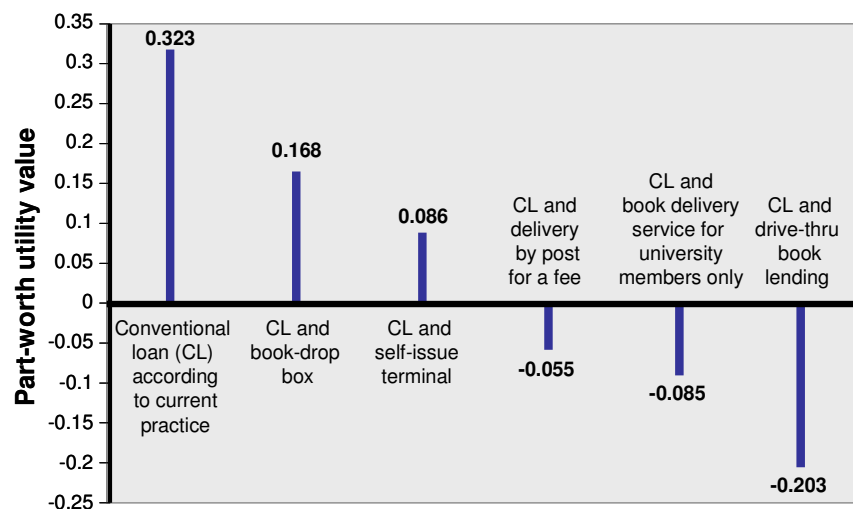 Part-worth utility value
0.35
0.3
0.25
0.2
0.15
0.1
0.05
0
-0.05
-0.1
-0.15
-0.2
-0.25
0.323
Conventional
loan (CL)
according
to current
practice
0.168
CL and
book-drop
box
0.086
CL and
self-issue
terminal
CL and
delivery
by post
for a fee
-0.055
CL and
book delivery
service for
university
members only
-0.085
CL and
drive-thru
book
lending
-0.203